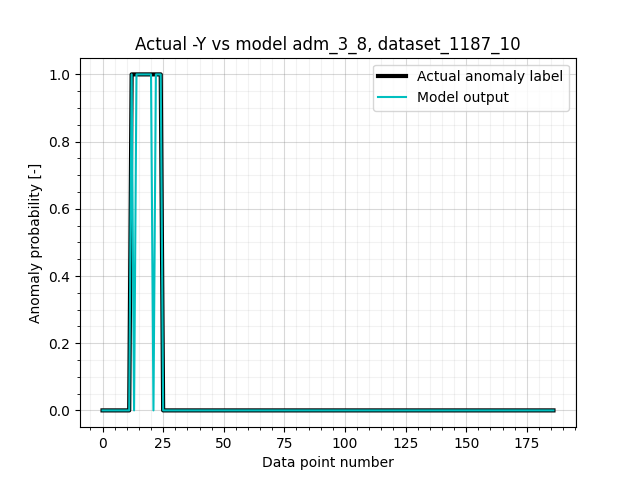 Actual -Y vs model adm_3_8, dataset_1187_10
Actual anomaly label
Model output
Anomaly probability [-]
1.0
0.8
0.6
0.4
0.2
0.0
0 25 50 75 100 125 150 175
Data point number